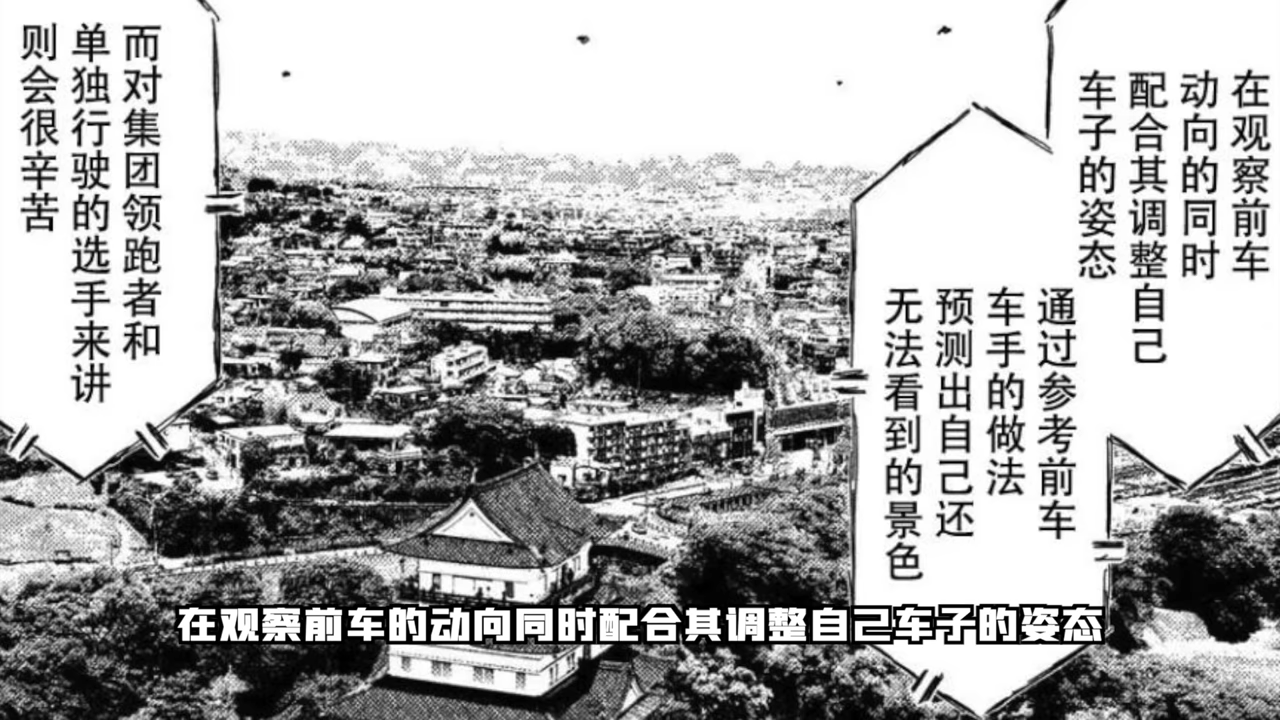 在观察前车
动向的同时
配合其调整自己
车子的姿态
通过参考前车
车手的做法
预测出自己还
无法看到的景色
而对集团领跑者和
单独行驶的选手来讲
则会很辛苦
在观察前车的动向同时配合其调整自己车子的姿态